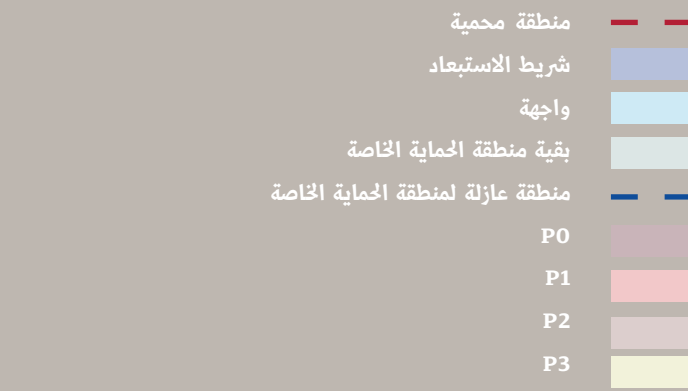 منطقة محمية
شريط الاستبعاد
واجهة
بقية منطقة الحماية الخاصة
منطقة عازلة لمنطقة الحماية الخاصة
P0
P1
P2
P3